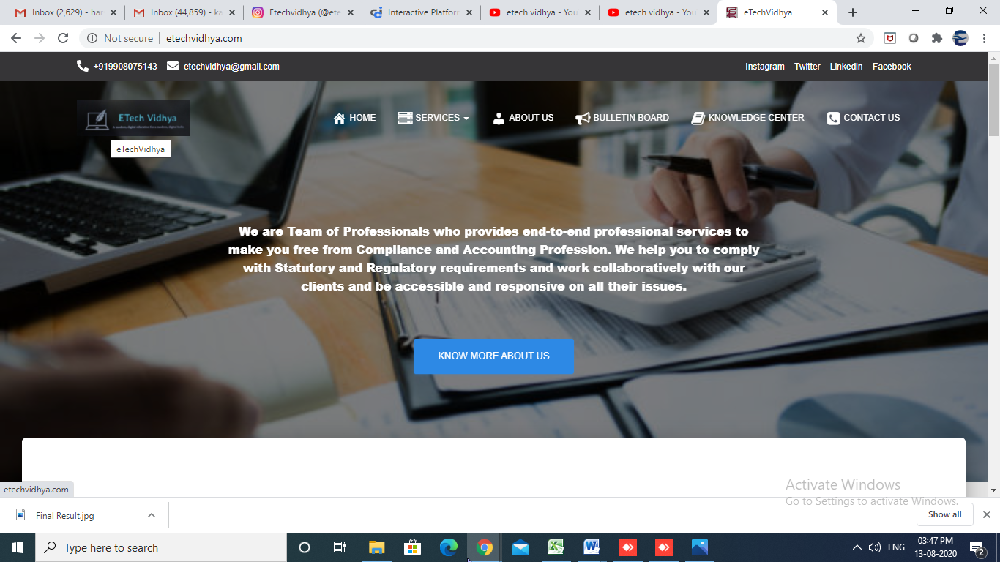 Inbox (2,629) - har
Inbox (44,859) - ka
Etechvidhya (@ete
Interactive Platform
etech vidhya - You
etech vidhya - You
eTechVidhya
Not secure
etechvidhya.com
+919908075143
etechvidhya@gmail.com
Instagram
Twitter
Linkedin
Facebook
ETech Vidhya
HOME
SERVICES
ABOUT US
BULLETIN BOARD
KNOWLEDGE CENTER
CONTACT US
eTechVidhya
We are Team of Professionals who provides end-to-end professional services to
make you free from Compliance and Accounting Profession. We help you to comply
with Statutory and Regulatory requirements and work collaboratively with our
clients and be accessible and responsive on all their issues.
KNOW MORE ABOUT US
etechvidhya.com
Activate Windows
Go to Settings to activate Windows.
Final Result.jpg
Show all
Type here to search
ENG
03:47 PM
13-08-2020
2